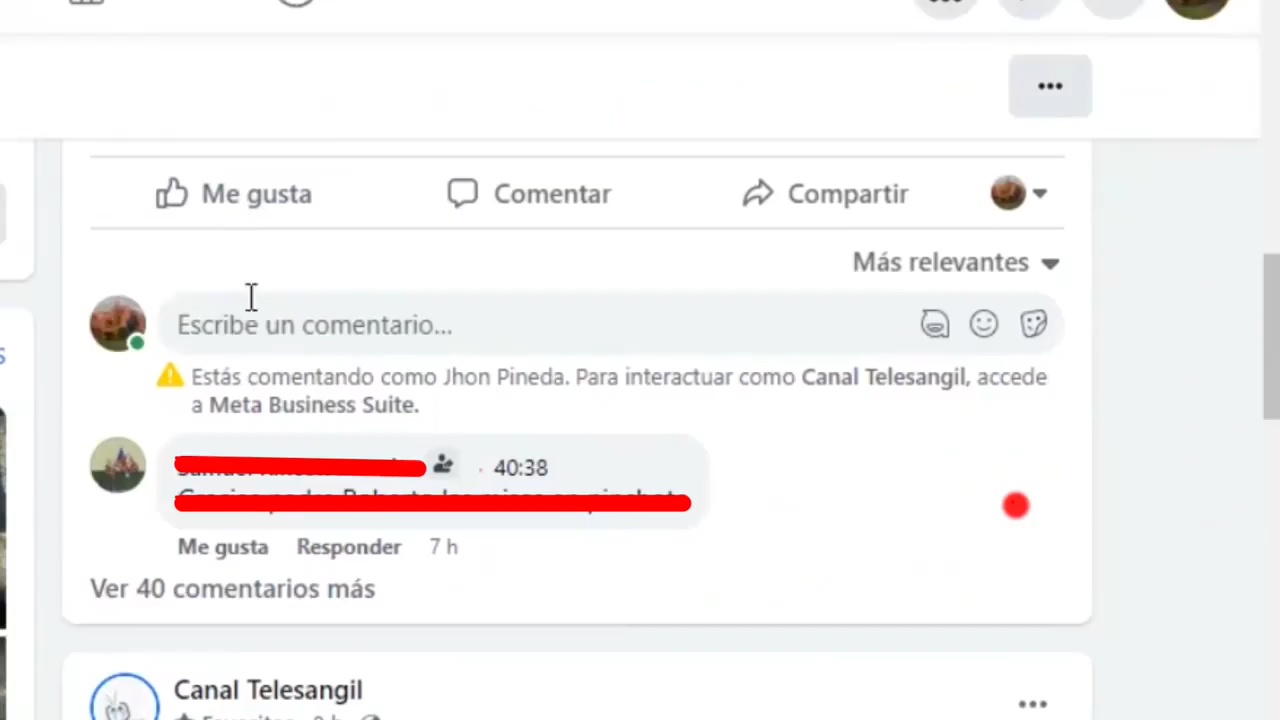 Me gusta
Comentar
Compartir
Más relevantes
Escribe un comentario...
Estás comentando como Jhon Pineda. Para interactuar como Canal Telesangil, accede
a Meta Business Suite.
40:38
Me gusta Responder 7 h
Ver 40 comentarios más
Canal Telesangil